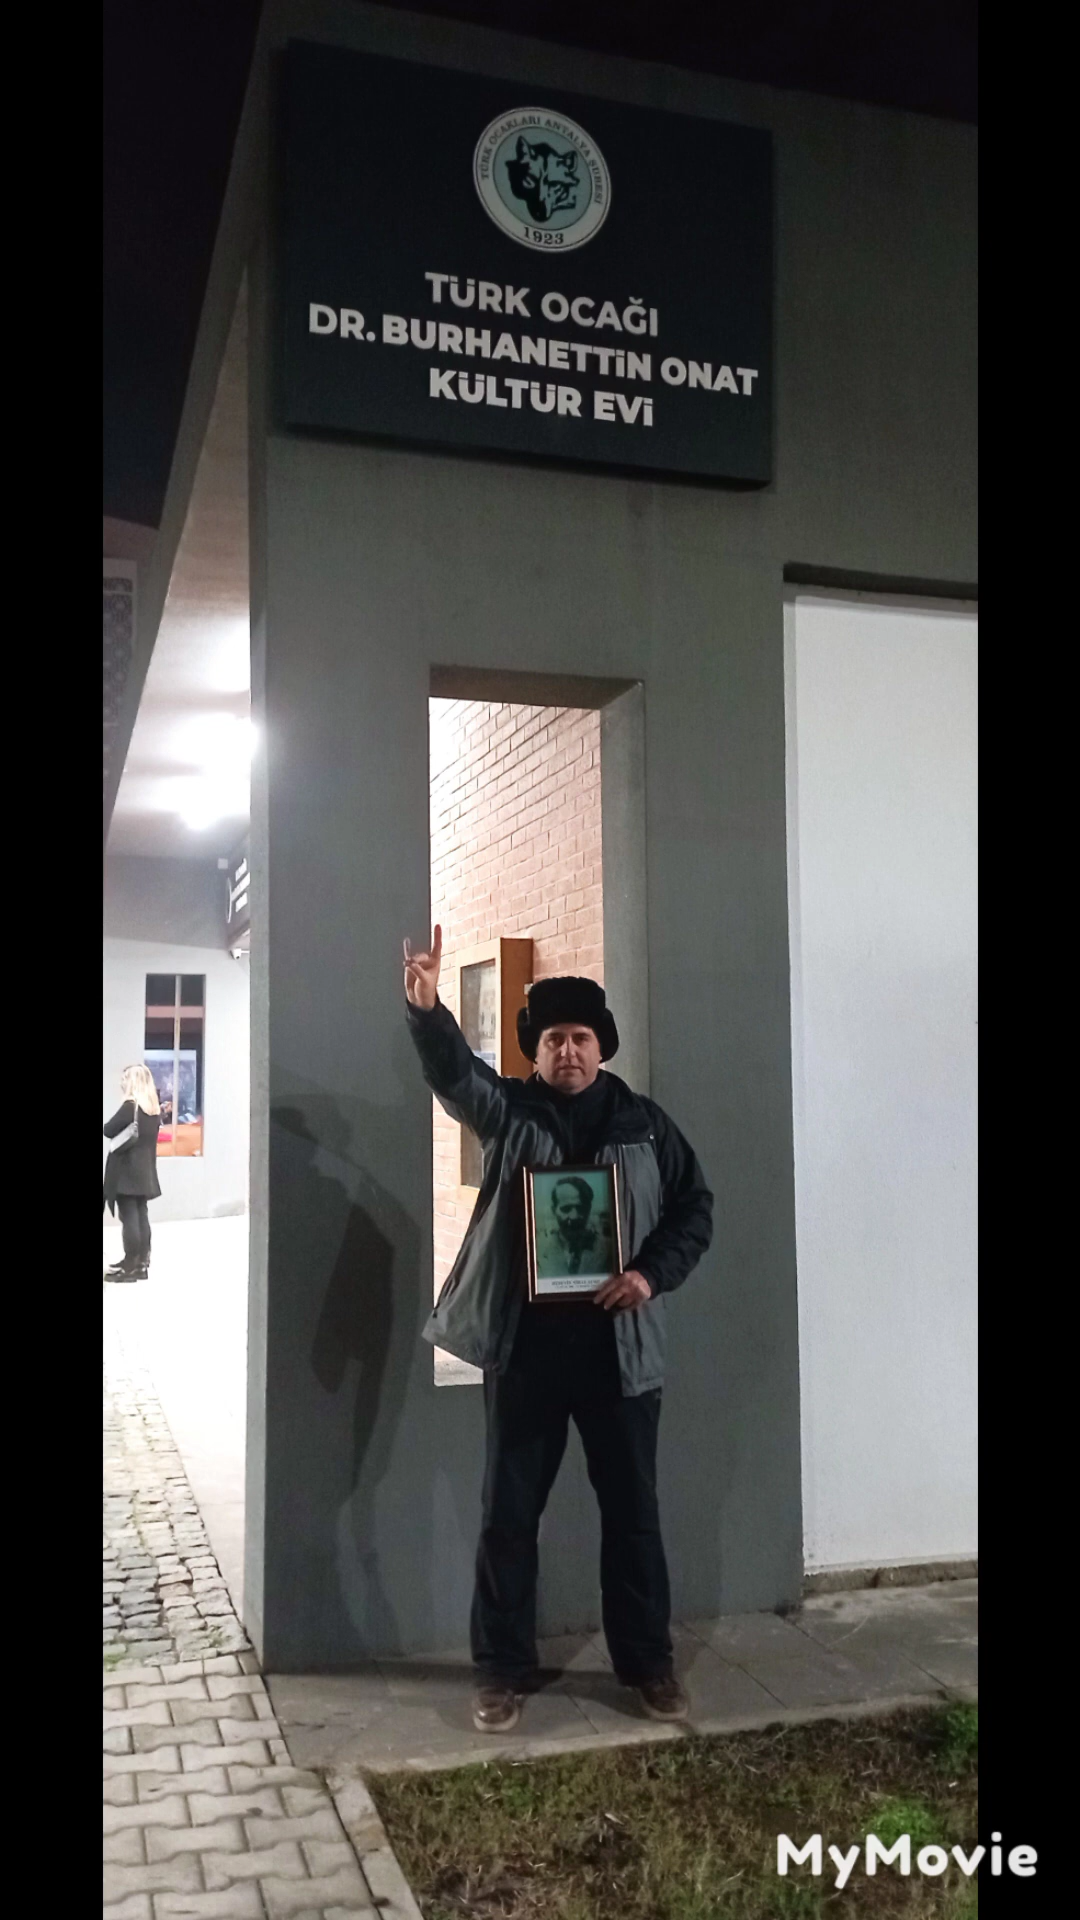 TÜRK OCAKLARI ANTALYA ŞUBESİ
1923
TÜRK OCAĞI
DR. BURHANETTİN ONAT
KÜLTÜR EVİ
MyMovie